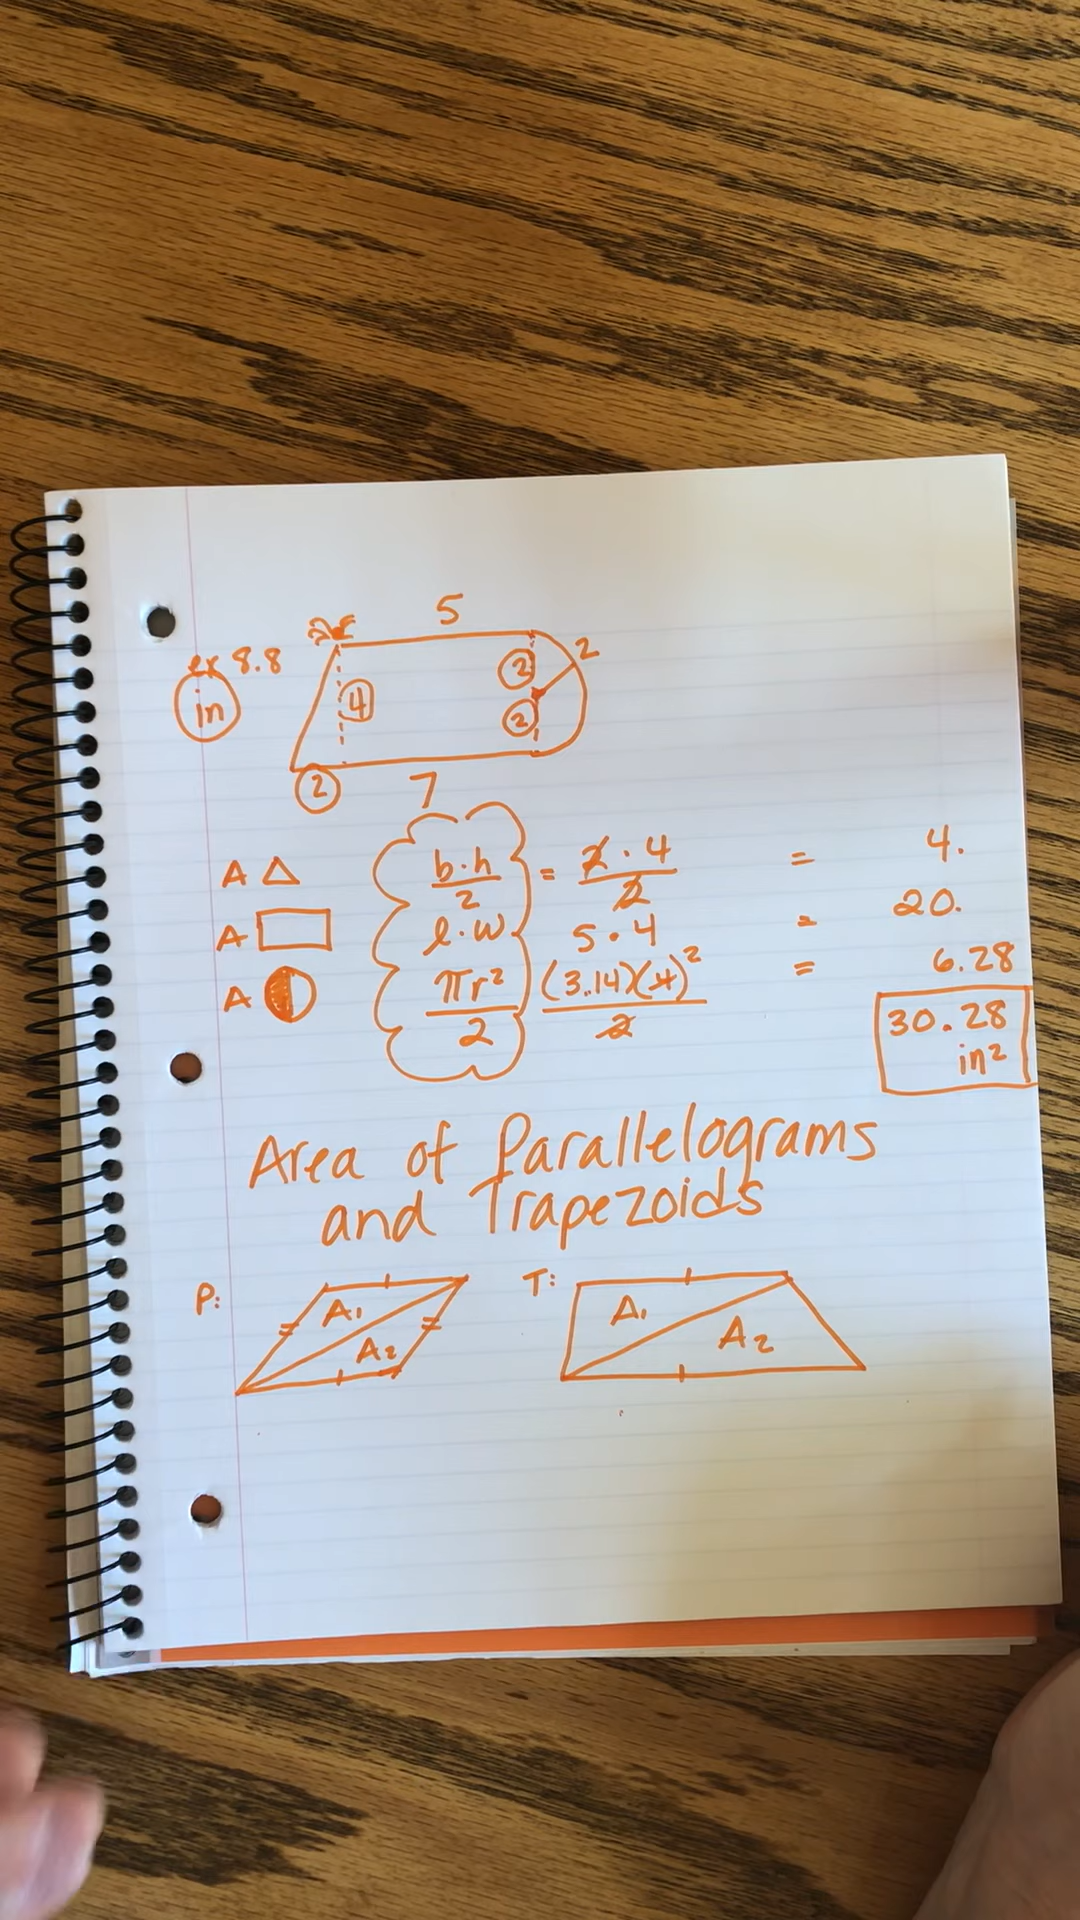 5
ex 8.8
in
4
2
2
2
2
7
A △ b·h/2 = 2·4/2 = 4.
A ▭ l·w 5·4 = 20.
A πr²/2 (3.14)(4)²/2 = 6.28
30.28
in²
Area of Parallelograms
and Trapezoids
P: A₁ A₂
T: A₁ A₂